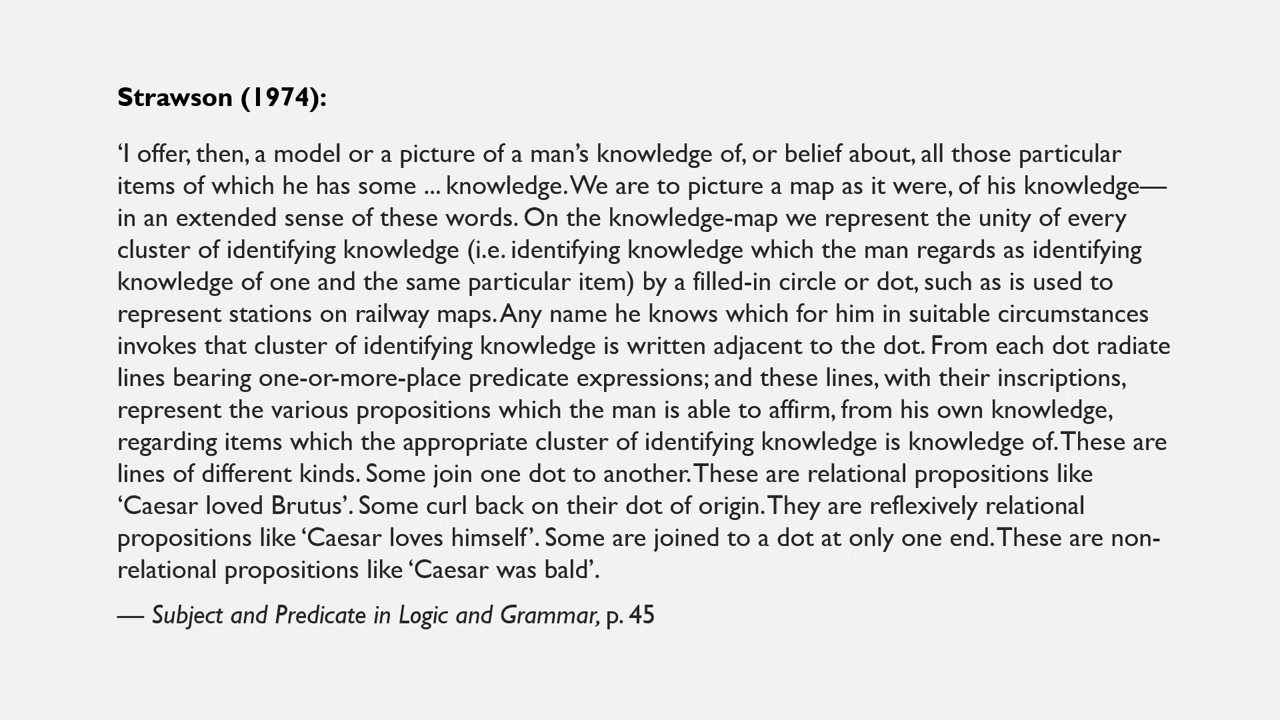 Strawson (1974):
‘I offer, then, a model or a picture of a man’s knowledge of, or belief about, all those particular
items of which he has some ... knowledge. We are to picture a map as it were, of his knowledge—
in an extended sense of these words. On the knowledge-map we represent the unity of every
cluster of identifying knowledge (i.e. identifying knowledge which the man regards as identifying
knowledge of one and the same particular item) by a filled-in circle or dot, such as is used to
represent stations on railway maps. Any name he knows which for him in suitable circumstances
invokes that cluster of identifying knowledge is written adjacent to the dot. From each dot radiate
lines bearing one-or-more-place predicate expressions; and these lines, with their inscriptions,
represent the various propositions which the man is able to affirm, from his own knowledge,
regarding items which the appropriate cluster of identifying knowledge is knowledge of. These are
lines of different kinds. Some join one dot to another. These are relational propositions like
‘Caesar loved Brutus’. Some curl back on their dot of origin. They are reflexively relational
propositions like ‘Caesar loves himself’. Some are joined to a dot at only one end. These are non-
relational propositions like ‘Caesar was bald’.
— Subject and Predicate in Logic and Grammar, p. 45